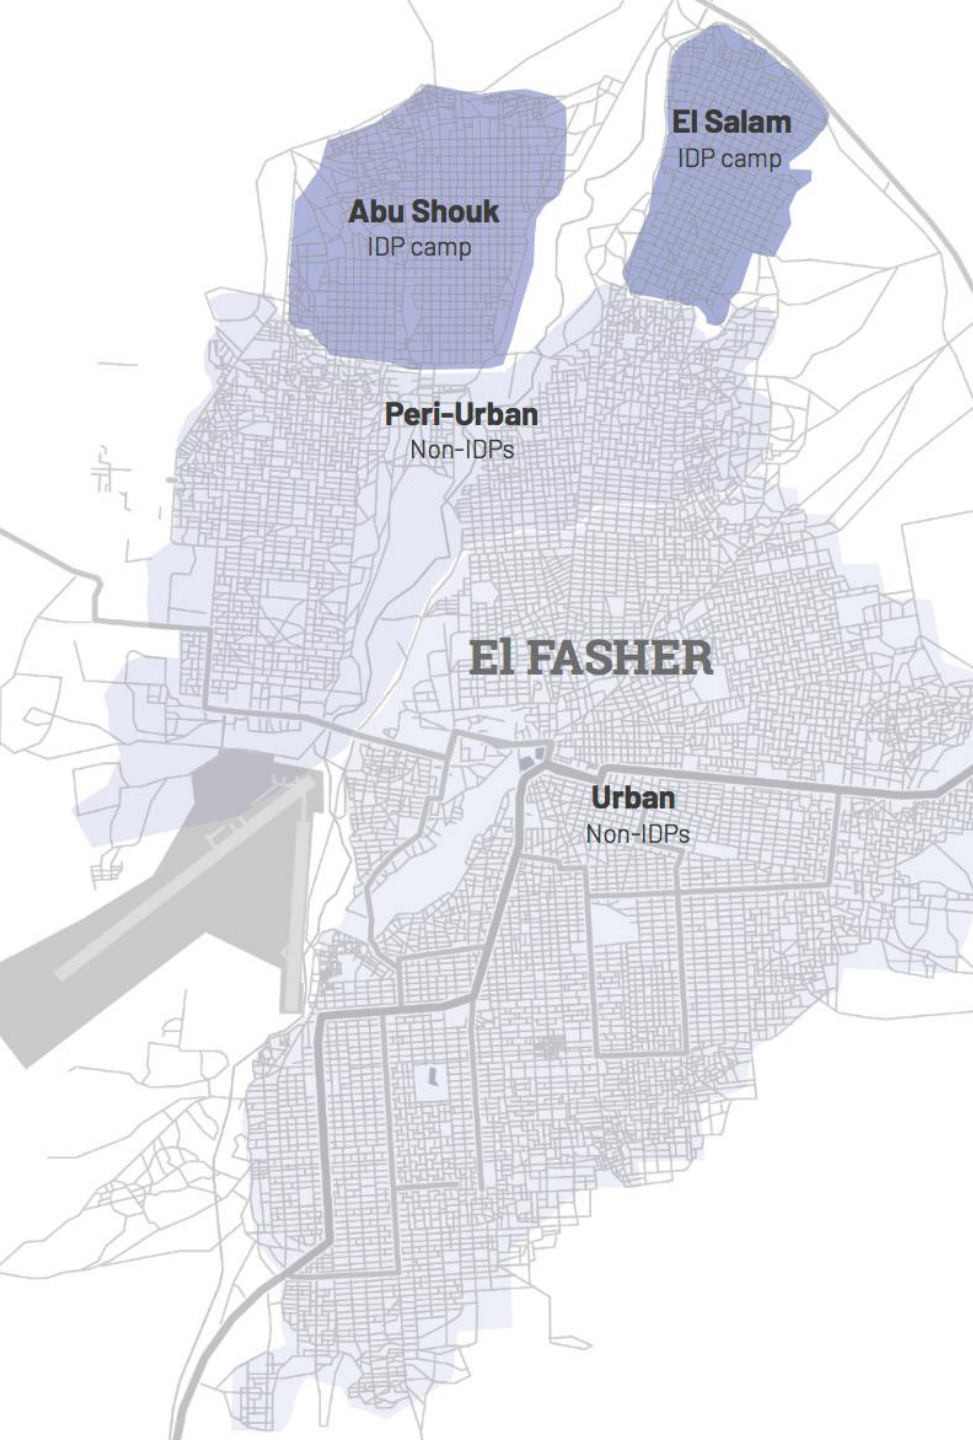 El Salam
IDP camp
Abu Shouk
IDP camp
Peri-Urban
Non-IDPs
El FASHER
Urban
Non-IDPs